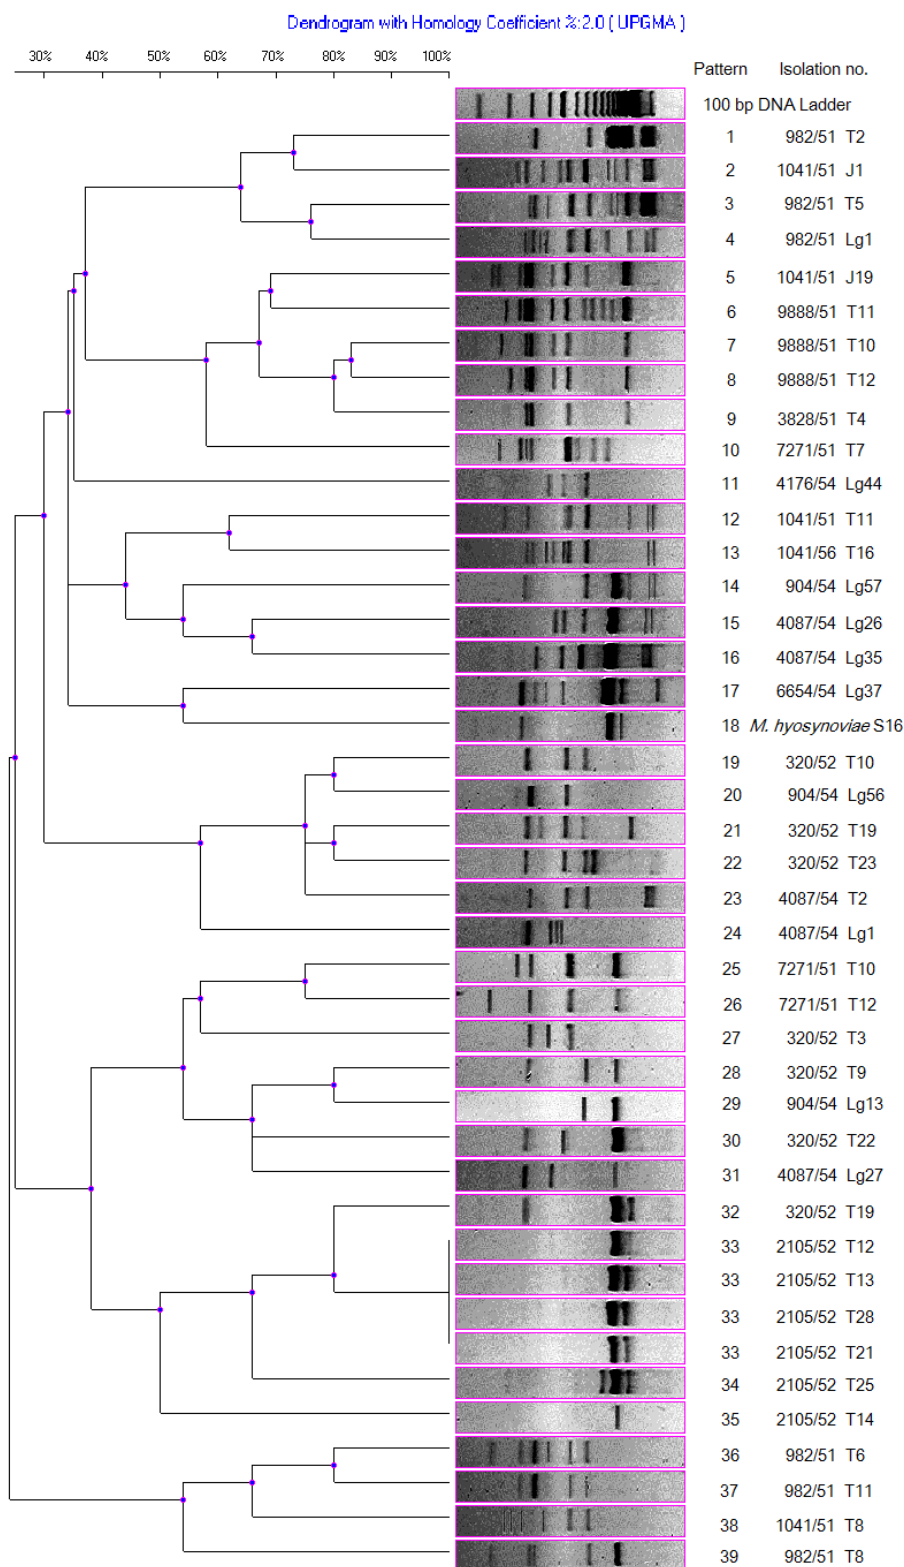 Dendrogram with Homology Coefficient %:2.0 ( UPGMA )
30% 40% 50% 60% 70% 80% 90% 100%
Pattern Isolation no.
100 bp DNA Ladder
1 982/51 T2
2 1041/51 J1
3 982/51 T5
4 982/51 Lg1
5 1041/51 J19
6 9888/51 T11
7 9888/51 T10
8 9888/51 T12
9 3828/51 T4
10 7271/51 T7
11 4176/54 Lg44
12 1041/51 T11
13 1041/56 T16
14 904/54 Lg57
15 4087/54 Lg26
16 4087/54 Lg35
17 6654/54 Lg37
18 M. hyosynoviae S16
19 320/52 T10
20 904/54 Lg56
21 320/52 T19
22 320/52 T23
23 4087/54 T2
24 4087/54 Lg1
25 7271/51 T10
26 7271/51 T12
27 320/52 T3
28 320/52 T9
29 904/54 Lg13
30 320/52 T22
31 4087/54 Lg27
32 320/52 T19
33 2105/52 T12
33 2105/52 T13
33 2105/52 T28
33 2105/52 T21
34 2105/52 T25
35 2105/52 T14
36 982/51 T6
37 982/51 T11
38 1041/51 T8
39 982/51 T8